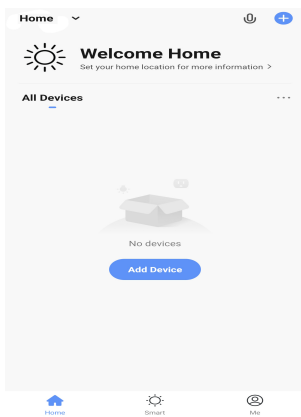 Home
Welcome Home
Set your home location for more information >
All Devices
No devices
Add Device
Home Smart Me